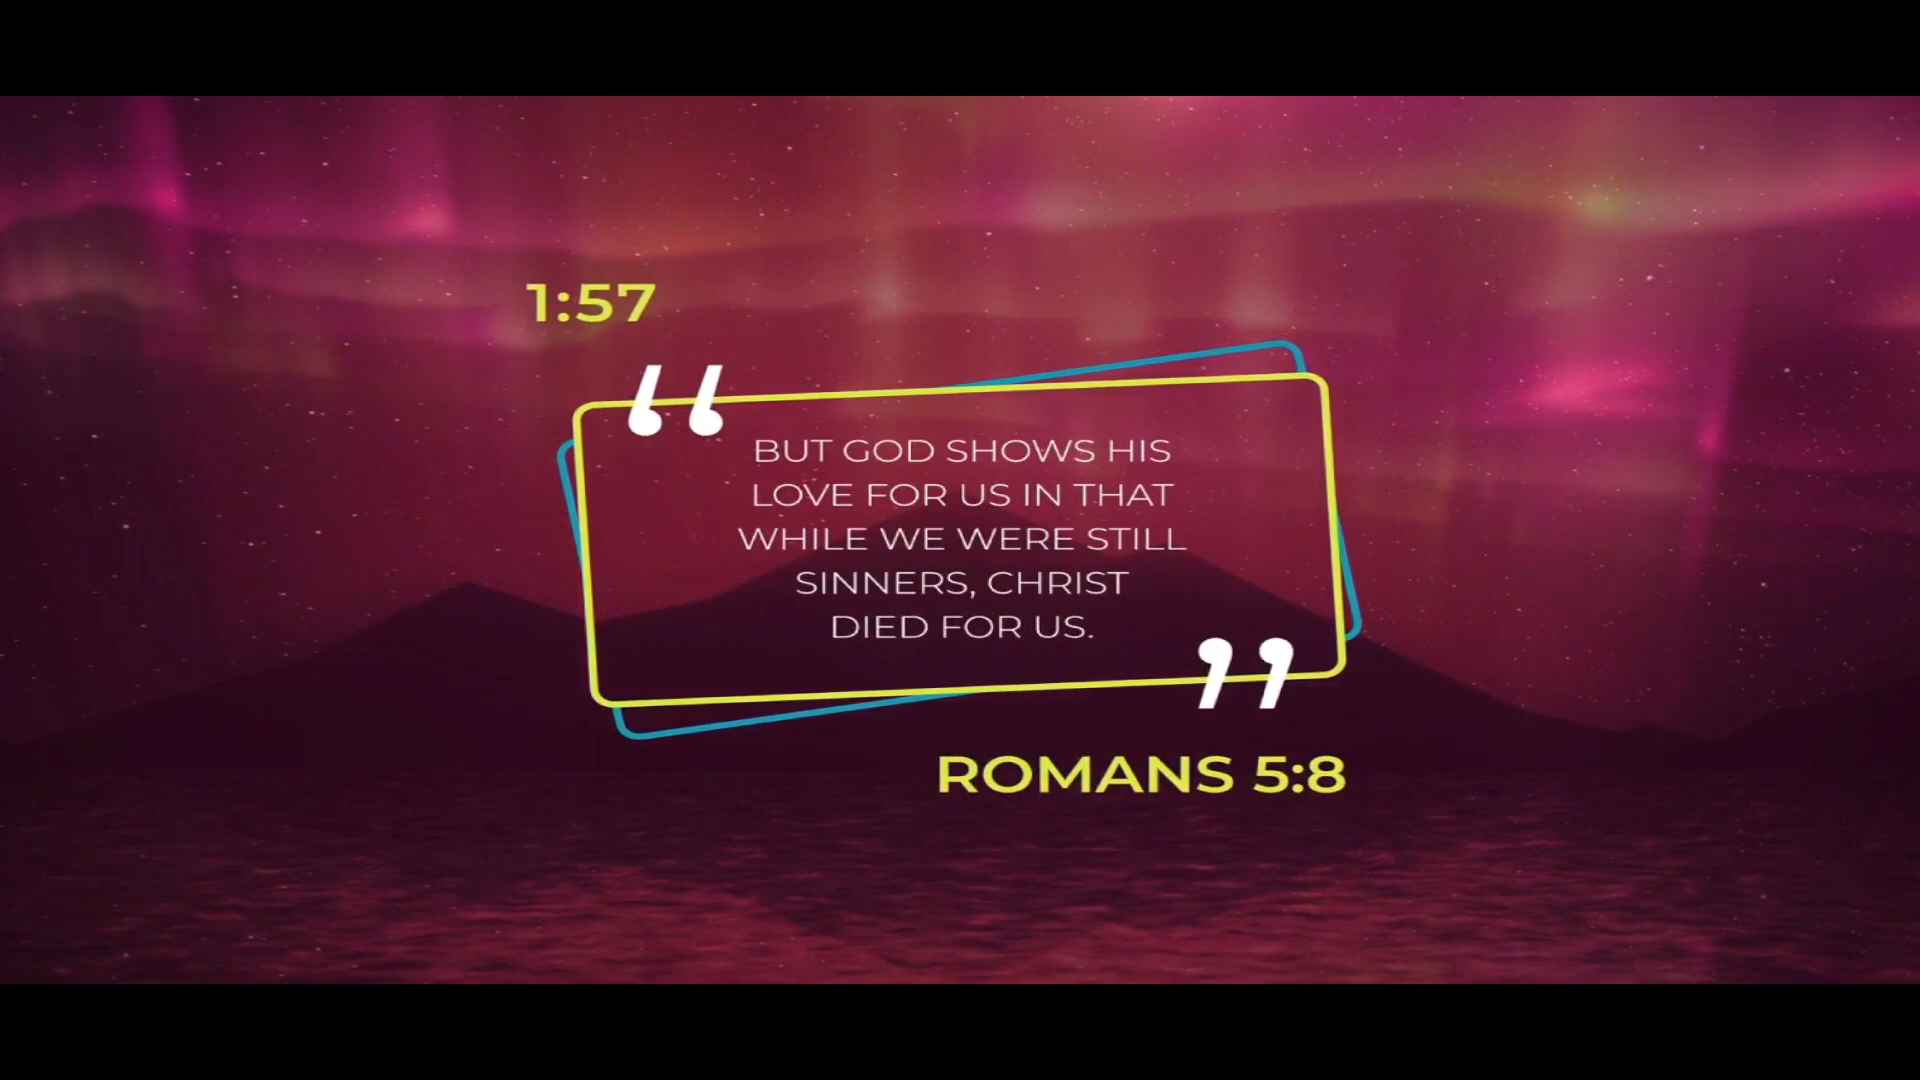 1:57
“
BUT GOD SHOWS HIS
LOVE FOR US IN THAT
WHILE WE WERE STILL
SINNERS, CHRIST
DIED FOR US.
”
ROMANS 5:8